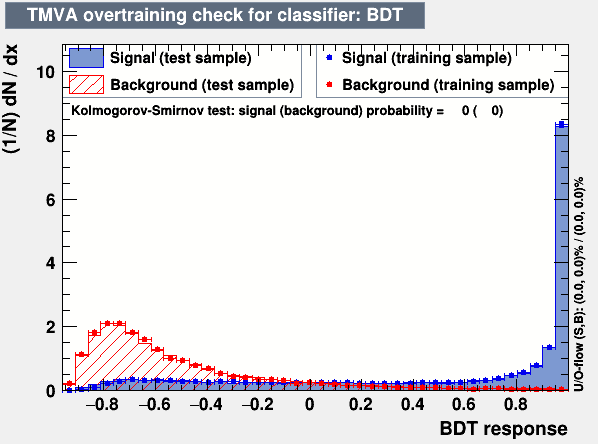 TMVA overtraining check for classifier: BDT
(1/N) dN / dx
Signal (test sample)
Signal (training sample)
Background (test sample)
Background (training sample)
Kolmogorov-Smirnov test: signal (background) probability = 0 ( 0)
10
8
6
4
2
0
−0.8 −0.6 −0.4 −0.2 0 0.2 0.4 0.6 0.8
BDT response
U/O-flow (S,B): (0.0, 0.0)% / (0.0, 0.0)%